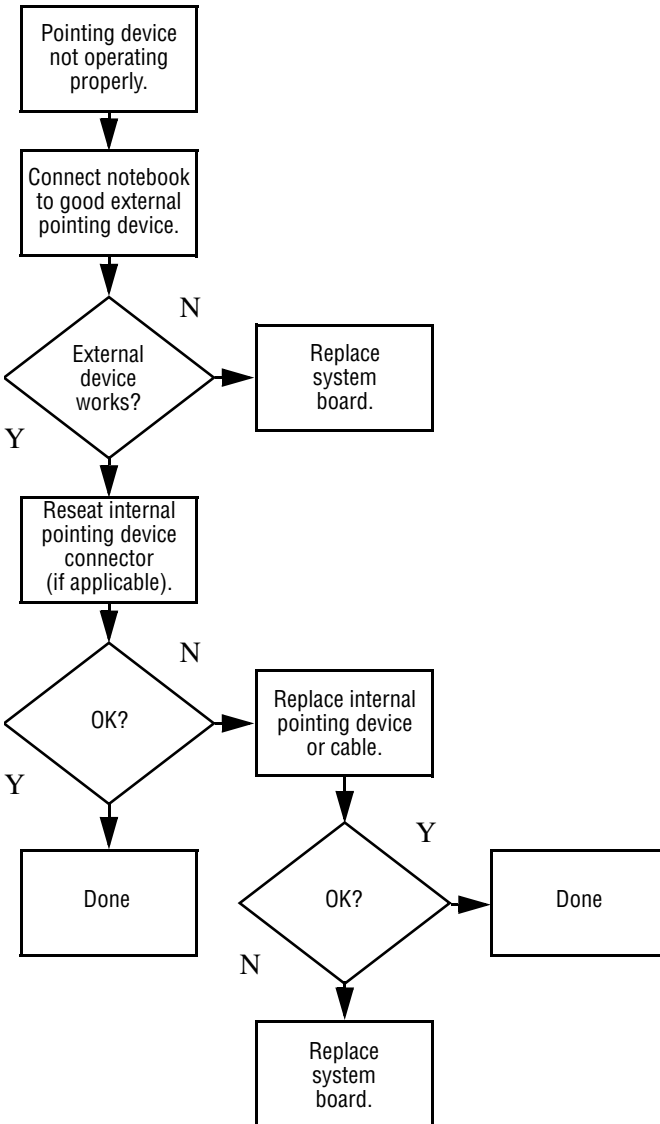 Pointing device
not operating
properly.
Connect notebook
to good external
pointing device.
N
External
device
works?
Replace
system
board.
Y
Reseat internal
pointing device
connector
(if applicable).
N
OK?
Replace internal
pointing device
or cable.
Y
Y
Done
OK?
Done
N
Replace
system
board.